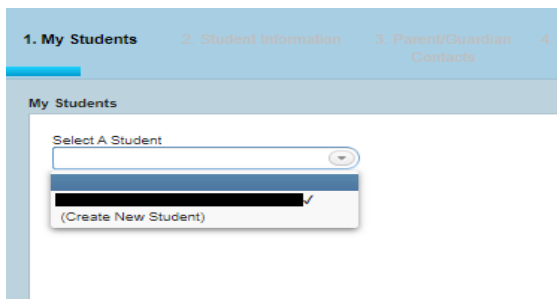 1. My Students 2 Student Information 3 Parent/Guardian Contacts 4
My Students
Select A Student
(Create New Student)